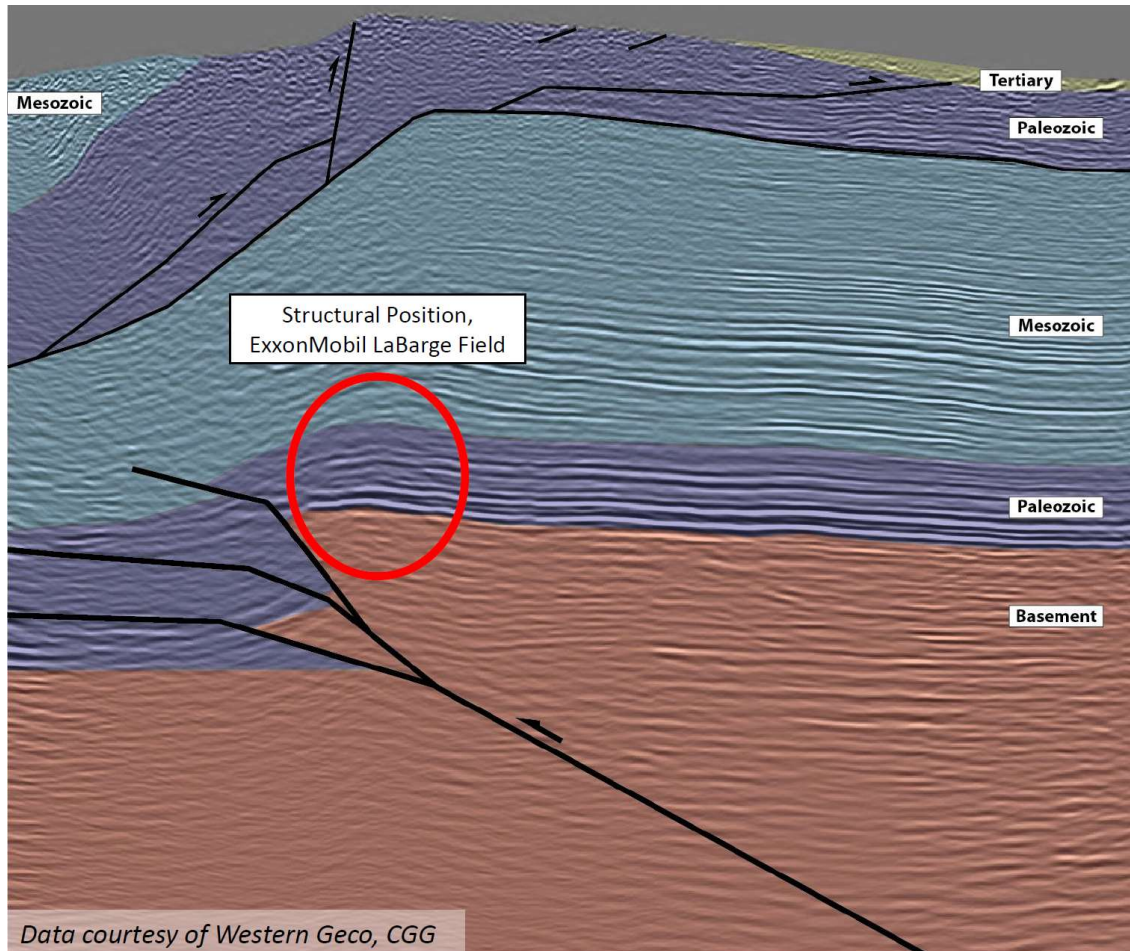 Mesozoic
Tertiary
Paleozoic
Structural Position,
ExxonMobil LaBarge Field
Mesozoic
Paleozoic
Basement
Data courtesy of Western Geco, CGG